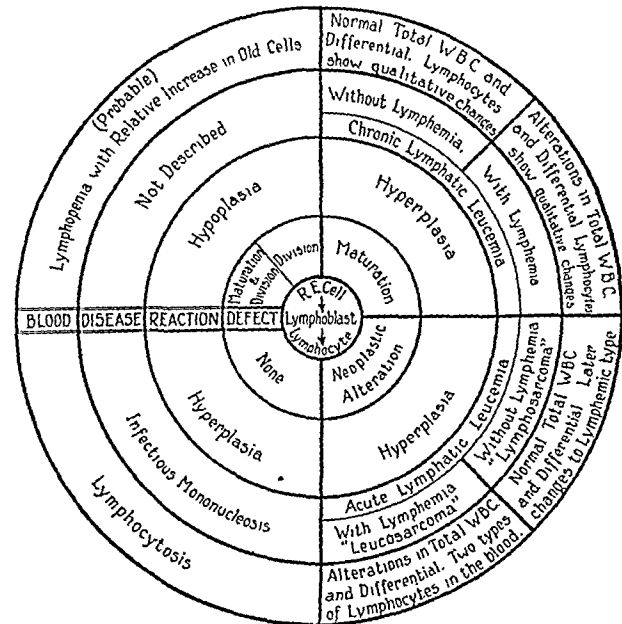 (Probable)
Lymphopenia with Relative Increase in Old Cells
Not Described
Hypoplasia
Maturation
&
Division
Division
Normal Total WBC and
Differential. Lymphocytes
show qualitative changes
Without Lymphemia.
Chronic Lymphatic Leucemia
With Lymphemia
Alterations in Total WBC.
and Differential Lymphocytes
show qualitative changes
Hyperplasia
Maturation
R.E. Cell
Lymphoblast
Lymphocyte
BLOOD DISEASE REACTION DEFECT
None
Hyperplasia
Infectious Mononucleosis
Lymphocytosis
Neoplastic
Alteration
Hyperplasia
Acute Lymphatic Leucemia
Without Lymphemia
"Lymphosarcoma"
Normal Total WBC
and Differential Later
changes to Lymphemic type
With Lymphemia
"Leucosarcoma"
Alterations in Total WBC
and Differential. Two types
of Lymphocytes in the blood.